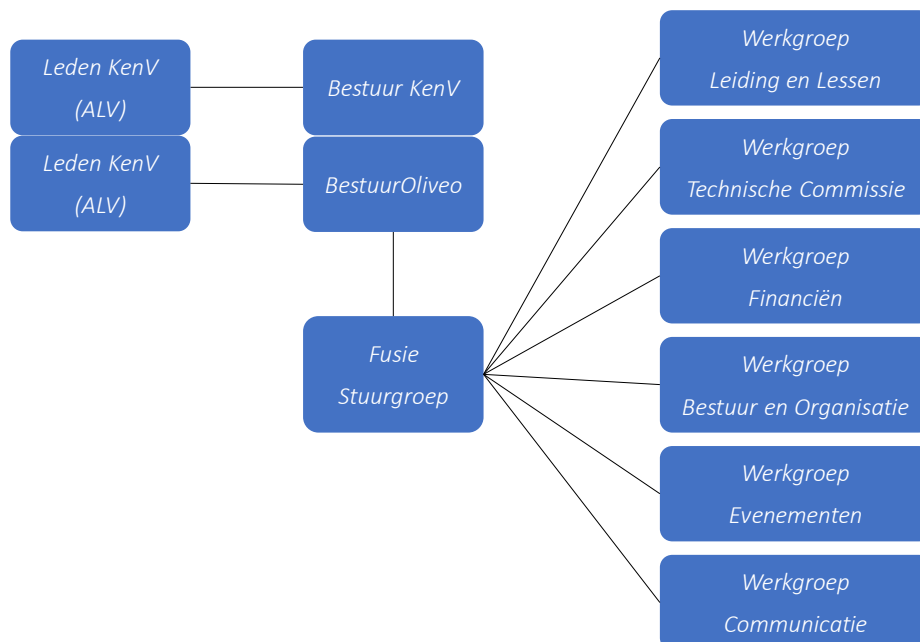 Leden KenV
(ALV)
Bestuur KenV
Leden KenV
(ALV)
BestuurOliveo
Fusie
Stuurgroep
Werkgroep
Leiding en Lessen
Werkgroep
Technische Commissie
Werkgroep
Financiën
Werkgroep
Bestuur en Organisatie
Werkgroep
Evenementen
Werkgroep
Communicatie